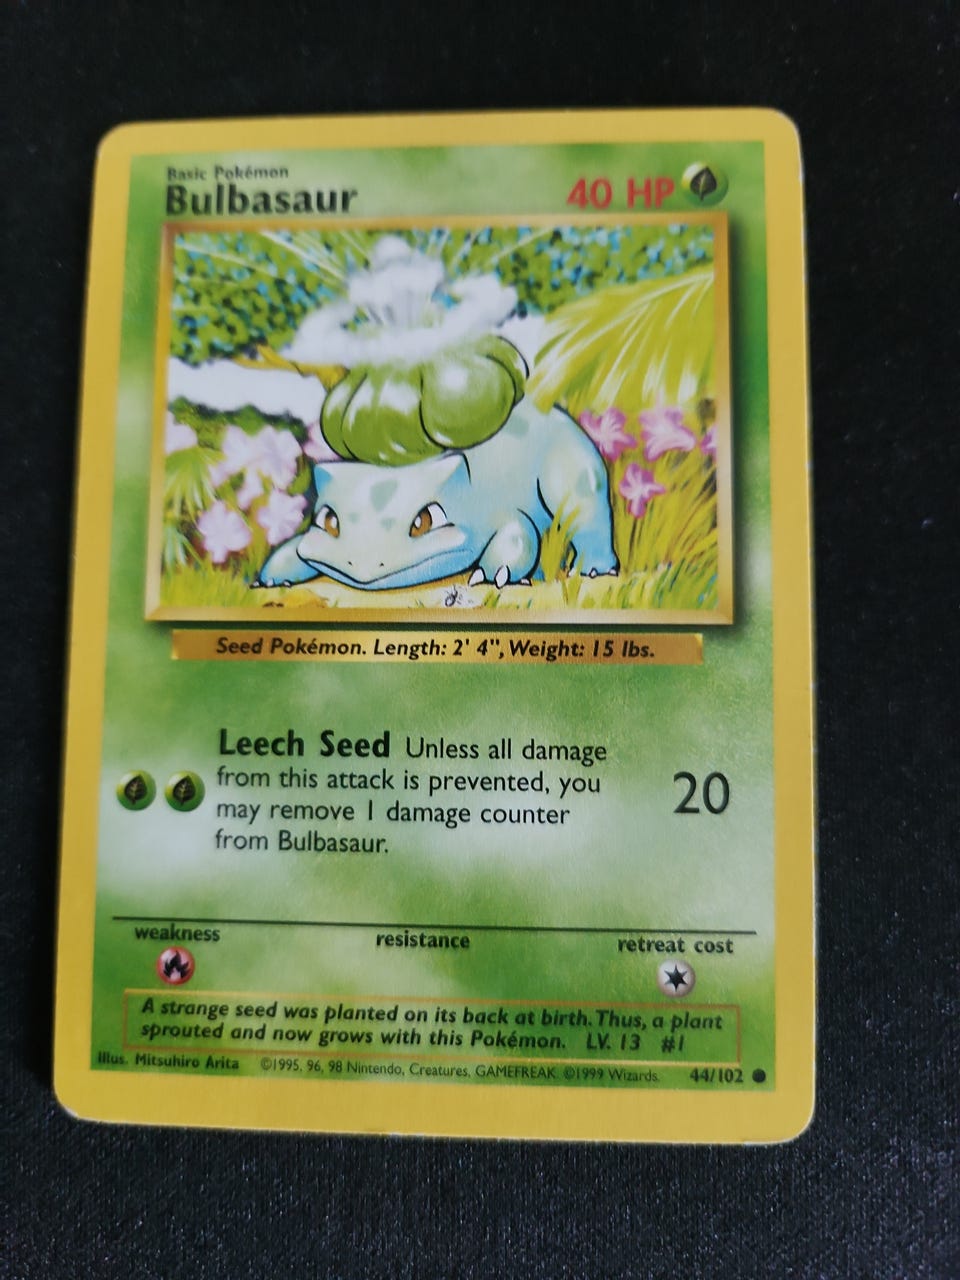 Basic Pokémon
Bulbasaur 40 HP
Seed Pokémon. Length: 2' 4", Weight: 15 lbs.
Leech Seed Unless all damage
from this attack is prevented, you
may remove 1 damage counter
from Bulbasaur.
20
weakness resistance retreat cost
A strange seed was planted on its back at birth. Thus, a plant
sprouted and now grows with this Pokémon. LV. 13 #1
Illus. Mitsuhiro Arita ©1995, 96, 98 Nintendo, Creatures, GAMEFREAK. ©1999 Wizards. 44/102